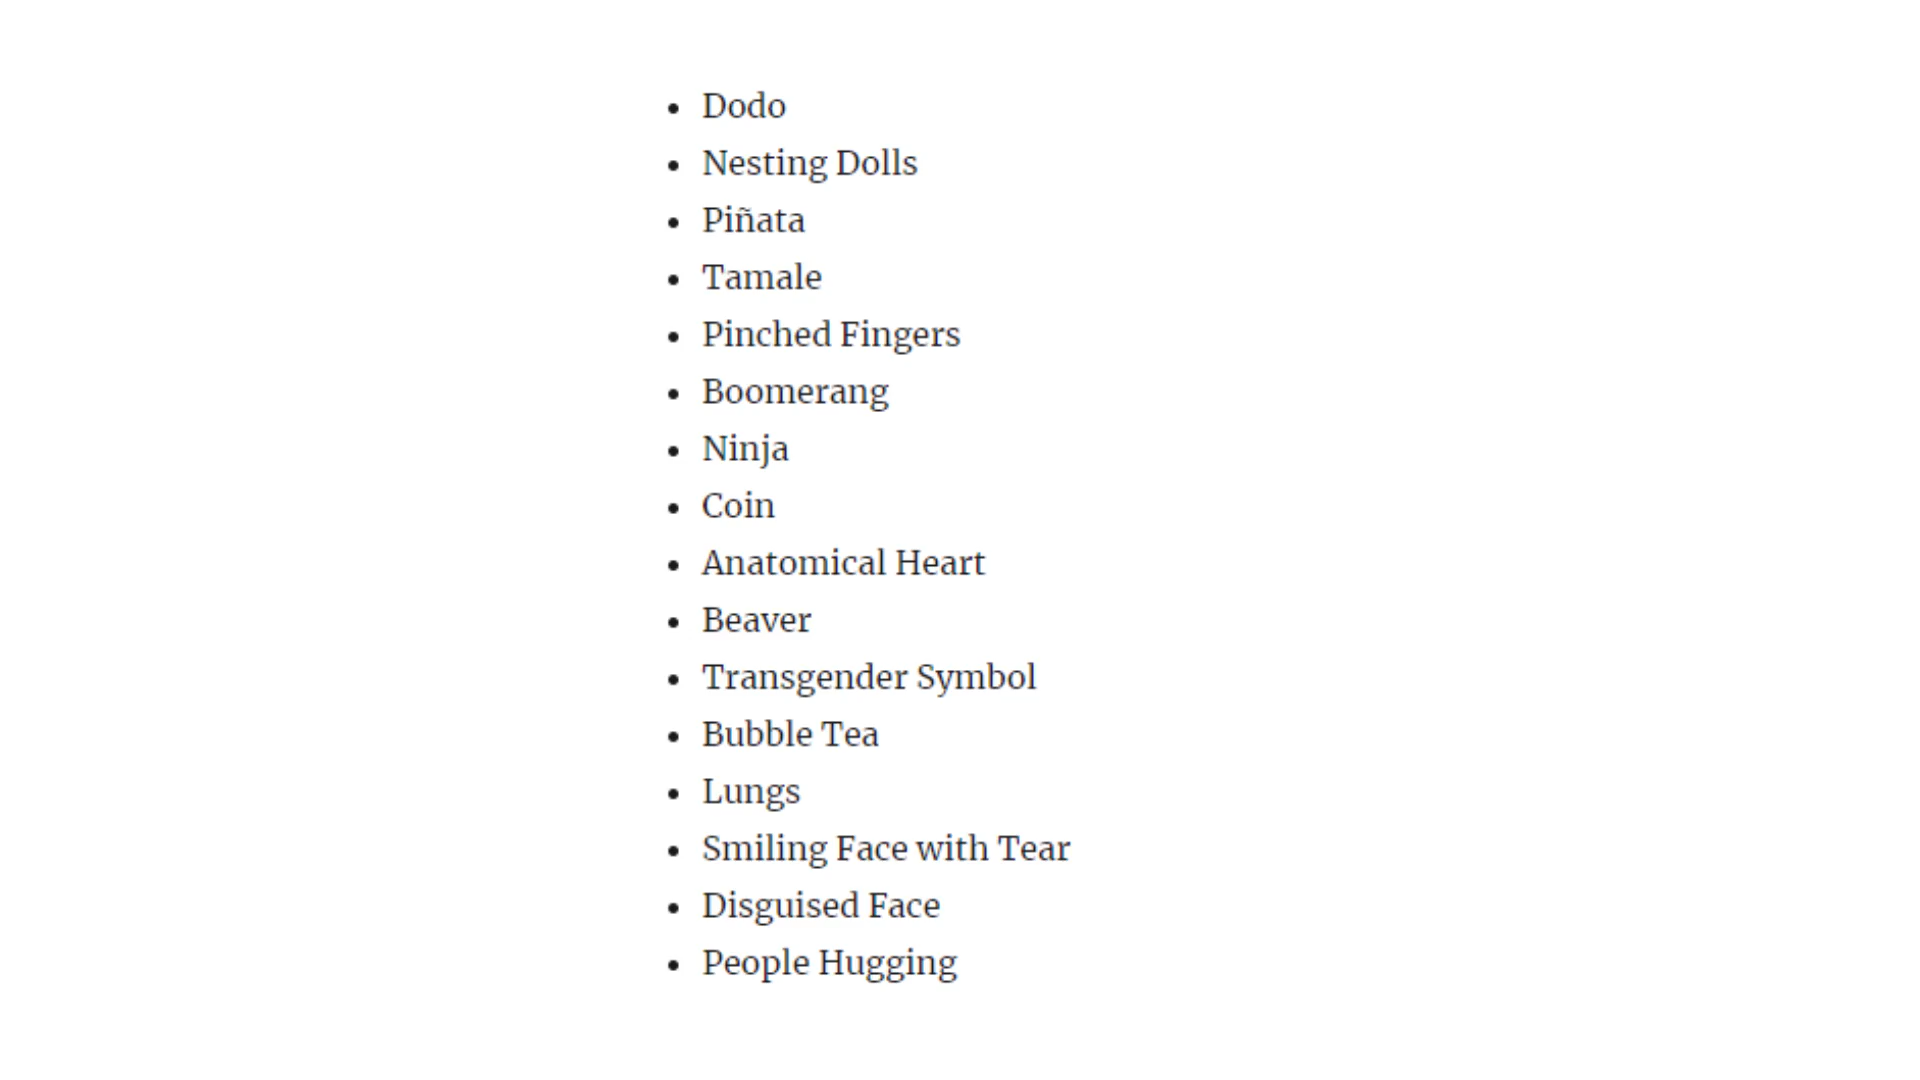 • Dodo
• Nesting Dolls
• Piñata
• Tamale
• Pinched Fingers
• Boomerang
• Ninja
• Coin
• Anatomical Heart
• Beaver
• Transgender Symbol
• Bubble Tea
• Lungs
• Smiling Face with Tear
• Disguised Face
• People Hugging